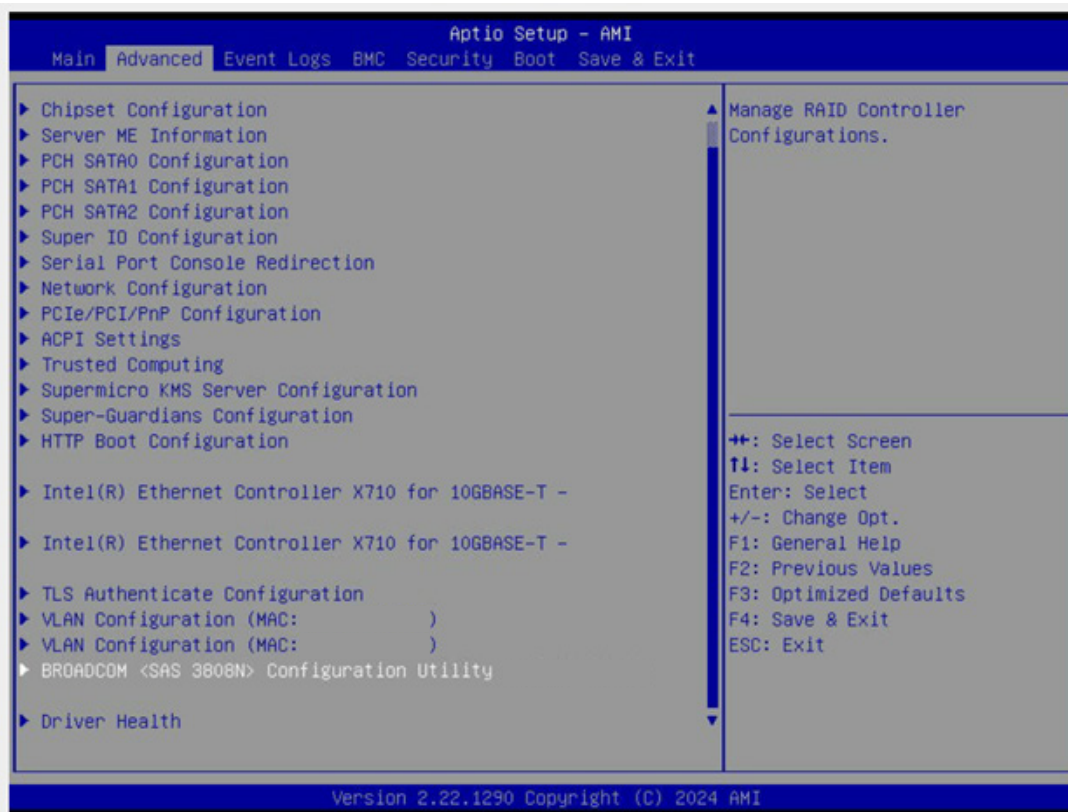 Aptio Setup - AMI
Main Advanced Event Logs BMC Security Boot Save & Exit
Chipset Configuration
Server ME Information
PCH SATA0 Configuration
PCH SATA1 Configuration
PCH SATA2 Configuration
Super IO Configuration
Serial Port Console Redirection
Network Configuration
PCIe/PCI/PnP Configuration
ACPI Settings
Trusted Computing
Supermicro KMS Server Configuration
Super-Guardians Configuration
HTTP Boot Configuration
Intel(R) Ethernet Controller X710 for 10GBASE-T -
Intel(R) Ethernet Controller X710 for 10GBASE-T -
TLS Authenticate Configuration
VLAN Configuration (MAC: )
VLAN Configuration (MAC: )
BROADCOM <SAS 3808N> Configuration Utility
Driver Health
Manage RAID Controller
Configurations.
→←: Select Screen
↑↓: Select Item
Enter: Select
+/-: Change Opt.
F1: General Help
F2: Previous Values
F3: Optimized Defaults
F4: Save & Exit
ESC: Exit
Version 2.22.1290 Copyright (C) 2024 AMI